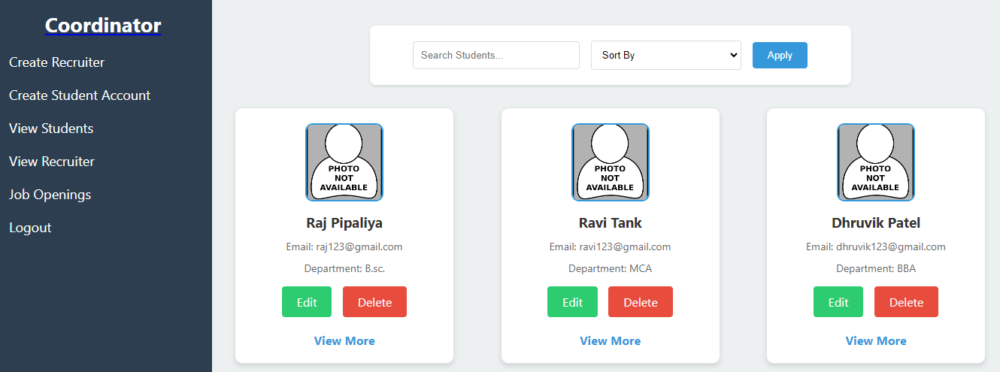 Coordinator
Create Recruiter
Create Student Account
View Students
View Recruiter
Job Openings
Logout
Search Students...
Sort By
Apply
PHOTO
NOT
AVAILABLE
Raj Pipaliya
Email: raj123@gmail.com
Department: B.sc.
Edit
Delete
View More
PHOTO
NOT
AVAILABLE
Ravi Tank
Email: ravi123@gmail.com
Department: MCA
Edit
Delete
View More
PHOTO
NOT
AVAILABLE
Dhruvik Patel
Email: dhruvik123@gmail.com
Department: BBA
Edit
Delete
View More